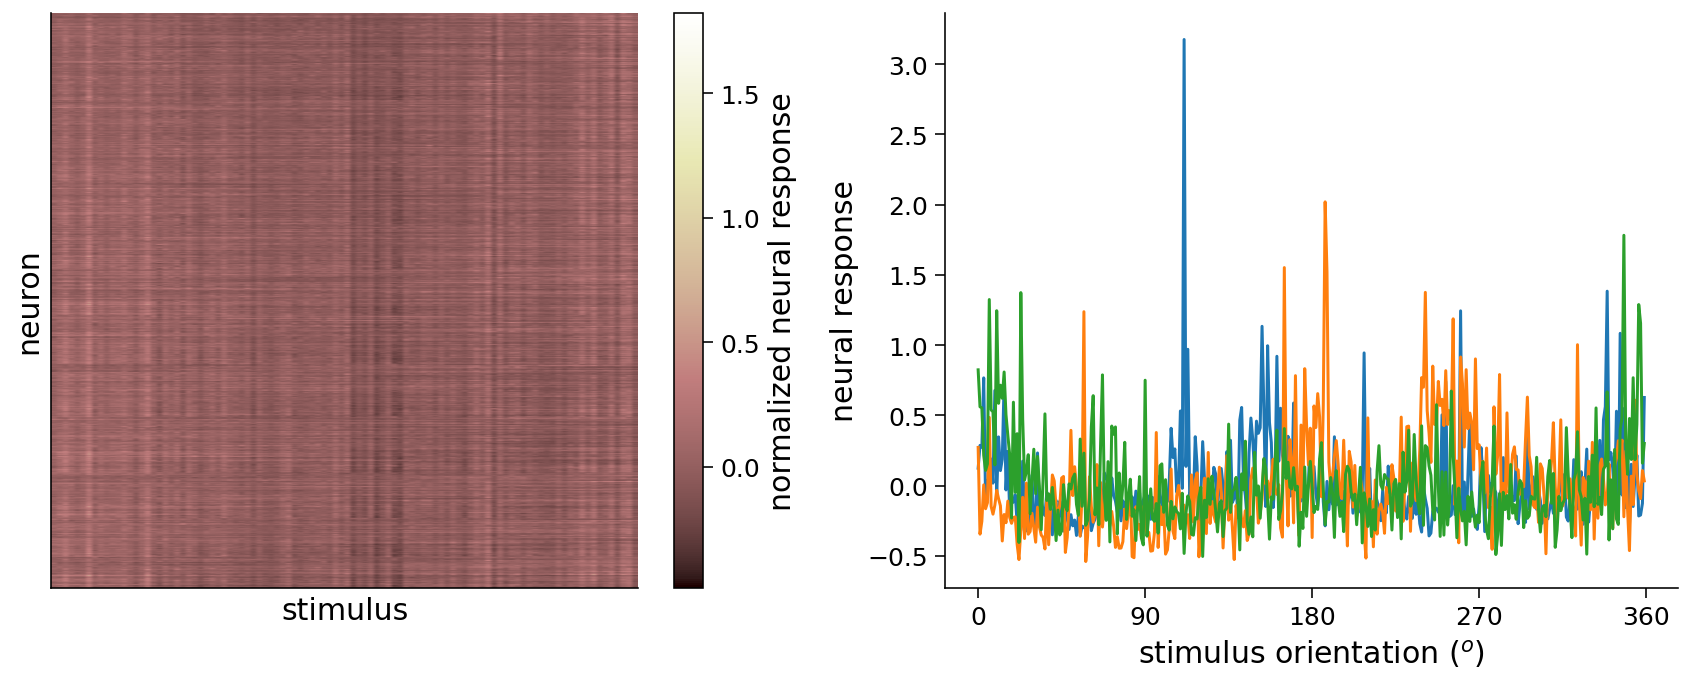 neuron
stimulus
1.5
1.0
0.5
0.0
normalized neural response
neural response
3.0
2.5
2.0
1.5
1.0
0.5
0.0
−0.5
0 90 180 270 360
stimulus orientation (o)